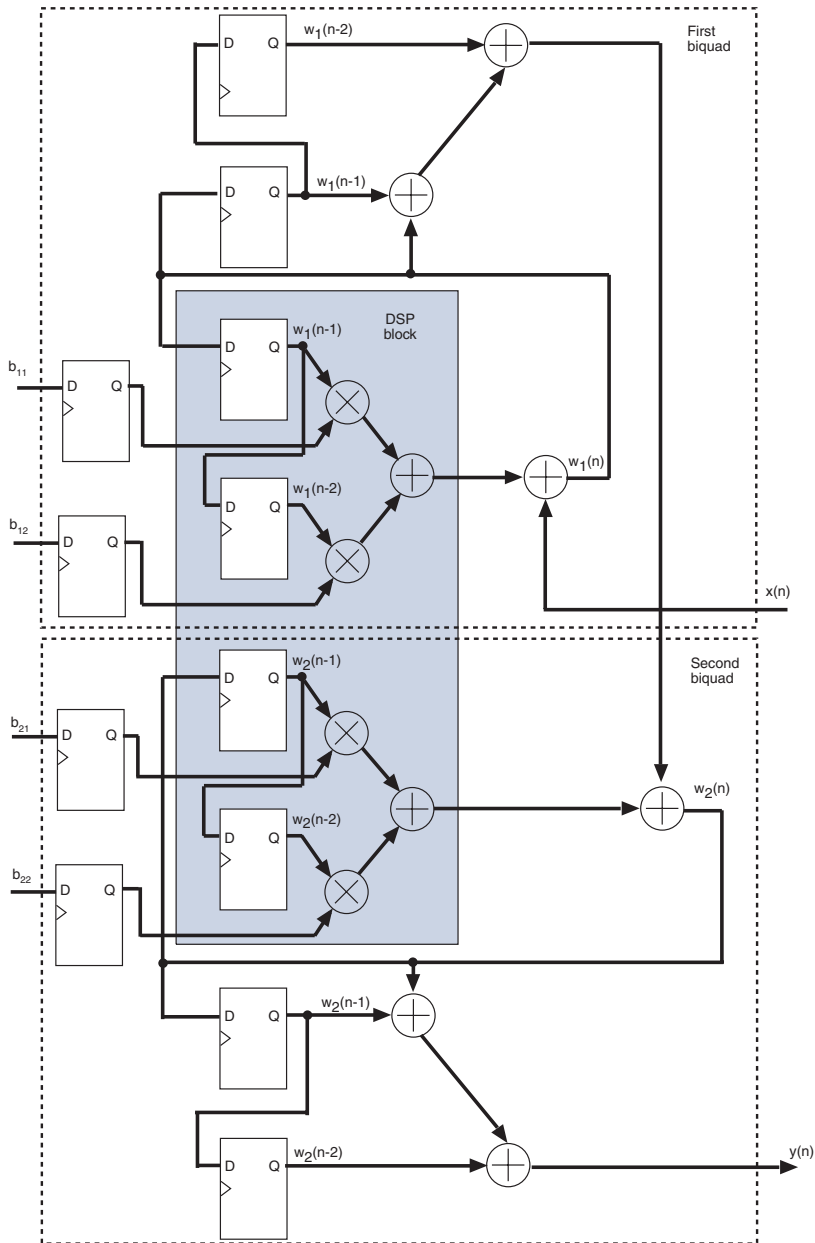 First
biquad
D Q
w1(n-2)
D Q
w1(n-1)
DSP
block
D Q
w1(n-1)
b11
D Q
w1(n)
D Q
w1(n-2)
b12
D Q
x(n)
Second
biquad
D Q
w2(n-1)
b21
D Q
w2(n)
D Q
w2(n-2)
b22
D Q
D Q
w2(n-1)
D Q
w2(n-2)
y(n)